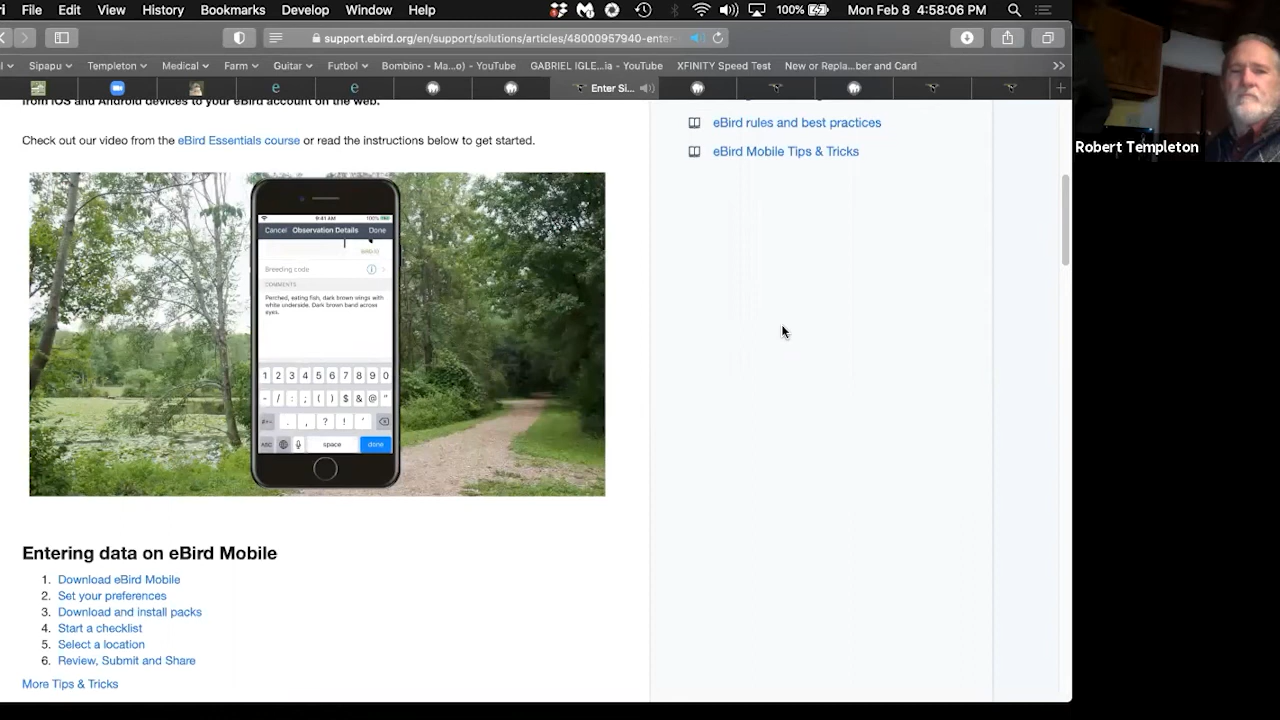 File Edit View History Bookmarks Develop Window Help 100% Mon Feb 8 4:58:06 PM
support.ebird.org/en/support/solutions/articles/48000957940-enter-
Sipapu Templeton Medical Farm Guitar Futbol Bombino - Ma...o) - YouTube GABRIEL IGLE...ia - YouTube XFINITY Speed Test New or Repla...ber and Card
Enter Si...
from iOS and Android devices to your eBird account on the web.
Check out our video from the eBird Essentials course or read the instructions below to get started.
eBird rules and best practices
eBird Mobile Tips & Tricks
Robert Templeton
9:41 AM 100%
Cancel Observation Details Done
Breeding code
COMMENTS
Perched, eating fish, dark brown wings with
white underside. Dark brown band across
eyes.
1 2 3 4 5 6 7 8 9 0
- / : ; ( ) $ & @ "
#+= . , ? ! '
ABC space done
Entering data on eBird Mobile
1. Download eBird Mobile
2. Set your preferences
3. Download and install packs
4. Start a checklist
5. Select a location
6. Review, Submit and Share
More Tips & Tricks